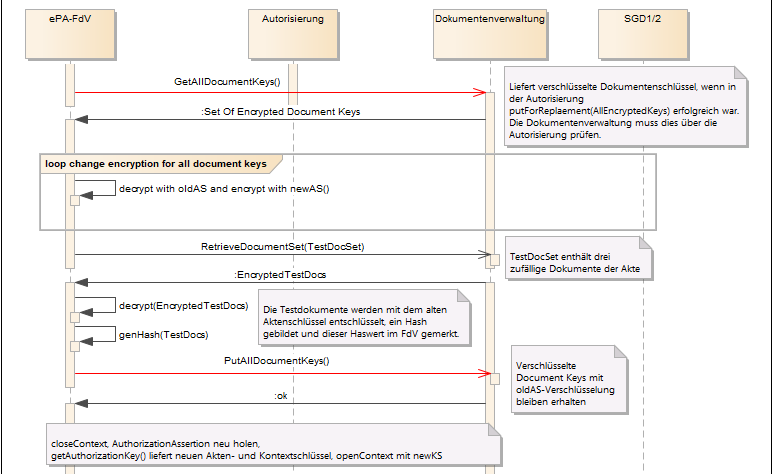 ePA-FdV
Autorisierung
Dokumentenverwaltung
SGD1/2
GetAllDocumentKeys()
Liefert verschlüsselte Dokumentenschlüssel, wenn in
der Autorisierung
putForReplaement(AllEncryptedKeys) erfolgreich war.
Die Dokumentenverwaltung muss dies über die
Autorisierung prüfen.
:Set Of Encrypted Document Keys
loop change encryption for all document keys
decrypt with oldAS and encrypt with newAS()
RetrieveDocumentSet(TestDocSet)
TestDocSet enthält drei
zufällige Dokumente der Akte
:EncryptedTestDocs
decrypt(EncryptedTestDocs)
Die Testdokumente werden mit dem alten
Aktenschlüssel entschlüsselt, ein Hash
gebildet und dieser Haswert im FdV gemerkt.
genHash(TestDocs)
PutAllDocumentKeys()
Verschlüsselte
Document Keys mit
oldAS-Verschlüsselung
bleiben erhalten
:ok
closeContext, AuthorizationAssertion neu holen,
getAuthorizationKey() liefert neuen Akten- und Kontextschlüssel, openContext mit newKS